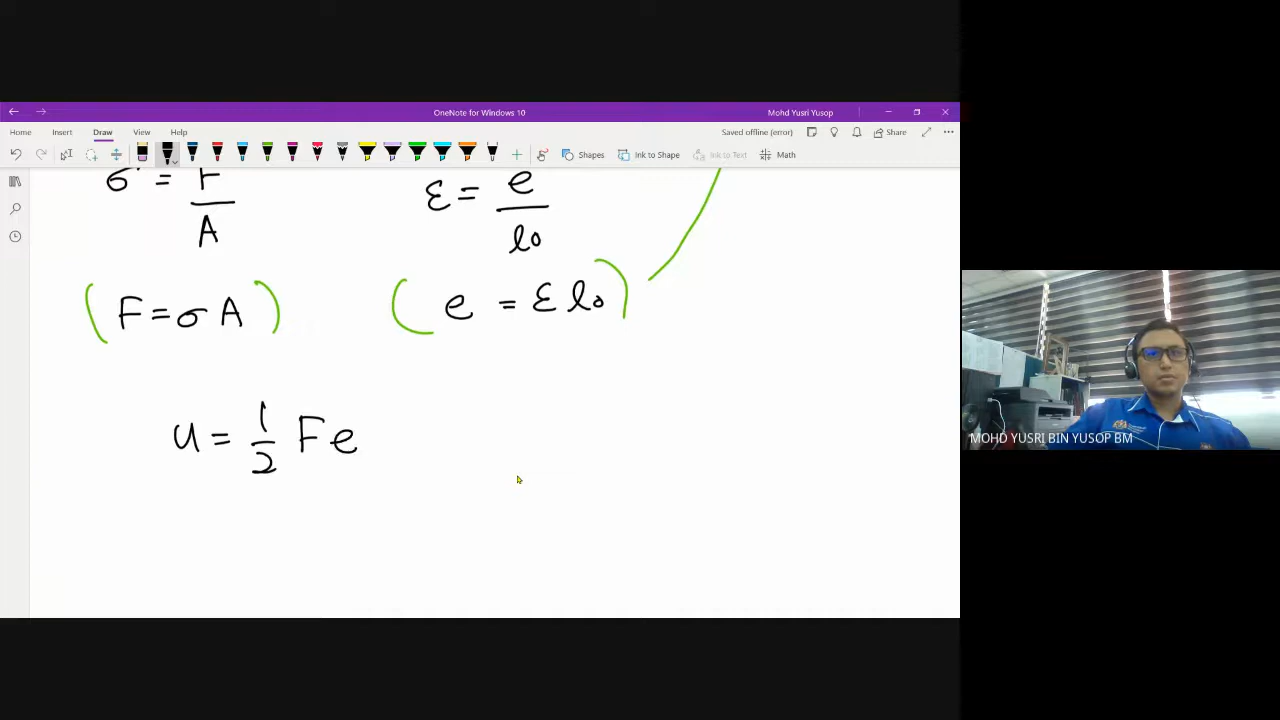 OneNote for Windows 10
Mohd Yusri Yusop
Home Insert Draw View Help
Saved offline (error)
Share
Shapes
Ink to Shape
Ink to Text
Math
σ = F/A
ε = e/l₀
(F = σ A)
(e = ε l₀)
u = 1/2 F e
MOHD YUSRI BIN YUSOP BM